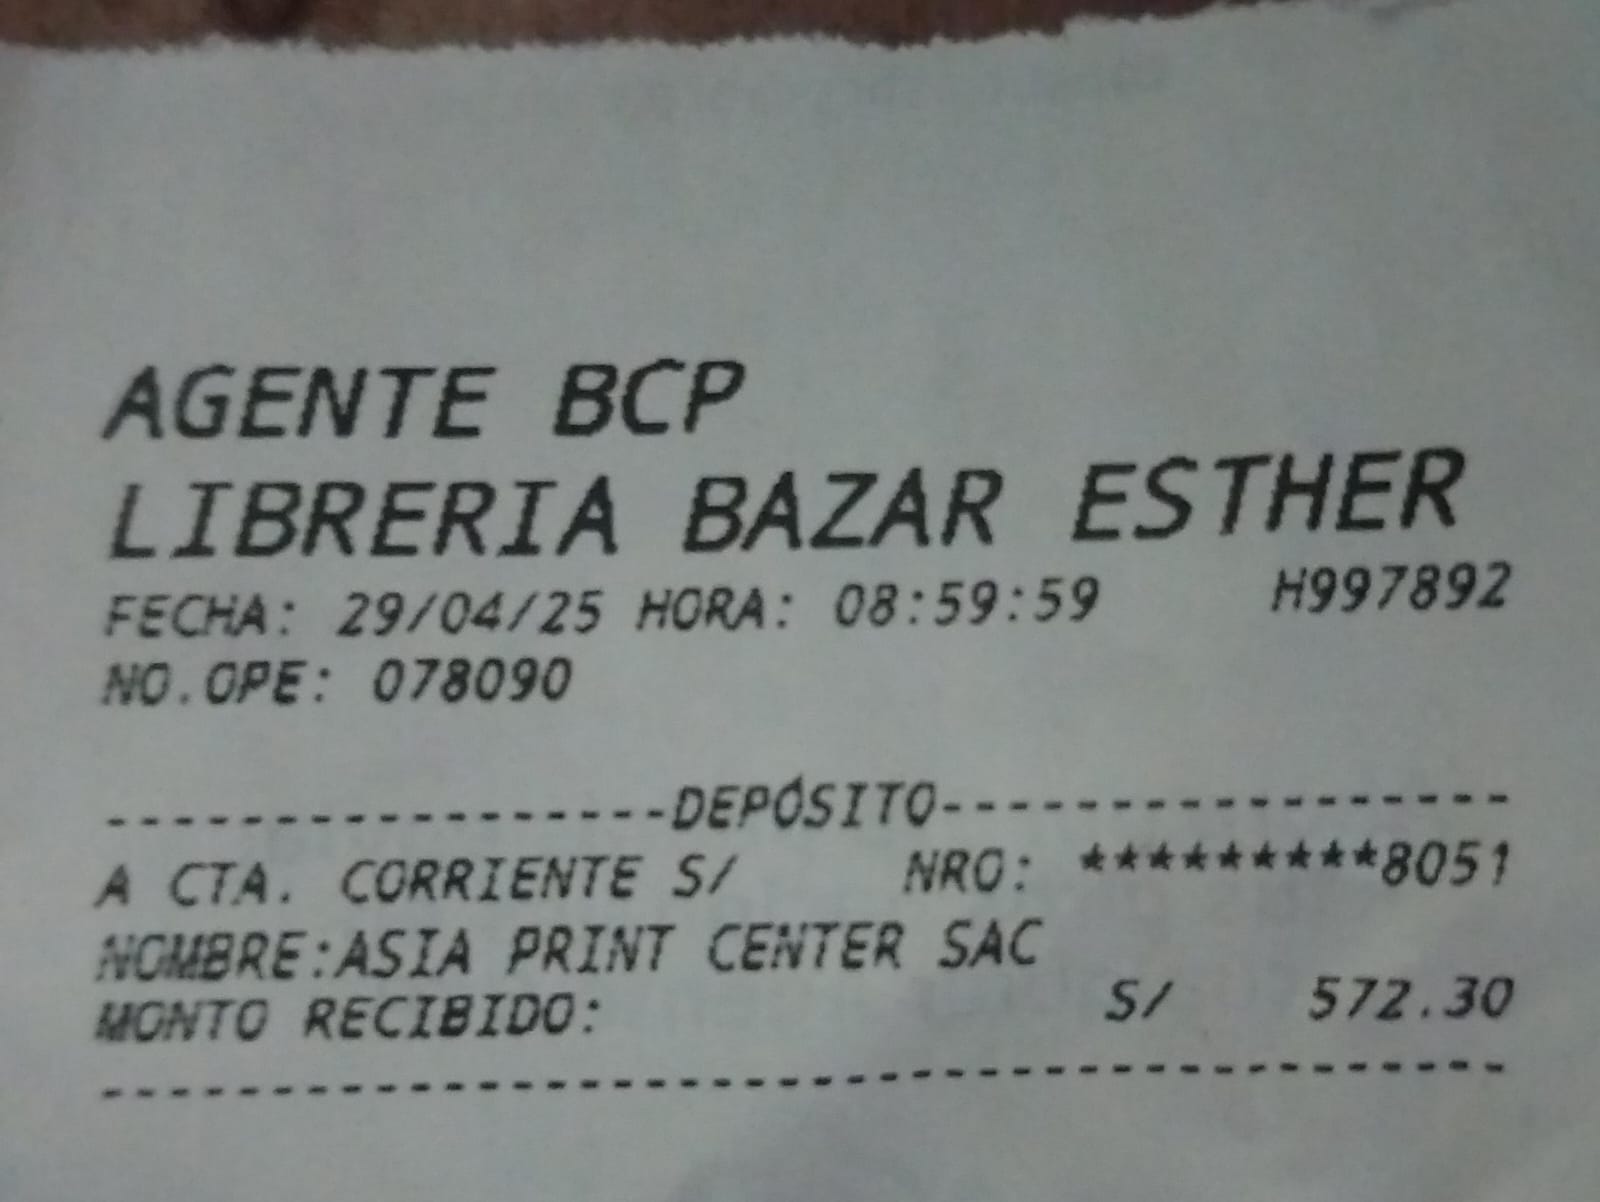 AGENTE BCP
LIBRERIA BAZAR ESTHER
FECHA: 29/04/25 HORA: 08:59:59 H997892
NO.OPE: 078090
-----------------DEPÓSITO-----------------
A CTA. CORRIENTE S/ NRO: *********8051
NOMBRE:ASIA PRINT CENTER SAC
MONTO RECIBIDO: S/ 572.30
------------------------------------------